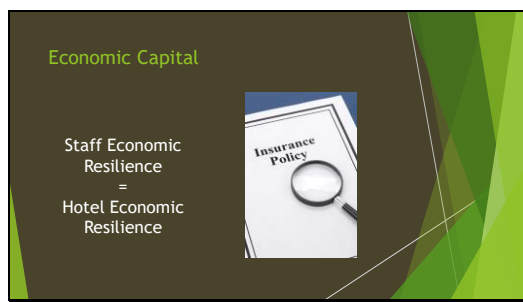 Economic Capital
Staff Economic
Resilience
=
Hotel Economic
Resilience
Insurance
Policy